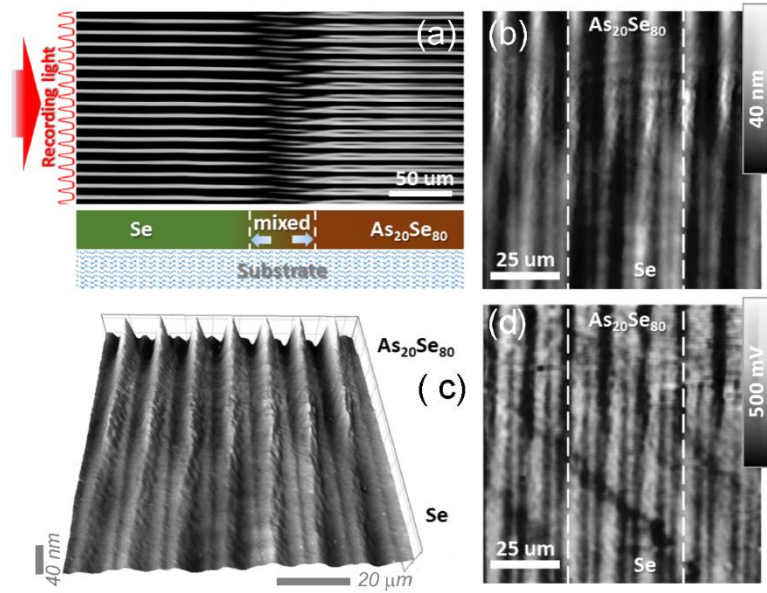 (a)
Recording light
50 um
Se
mixed
As₂₀Se₈₀
Substrate
(b)
As₂₀Se₈₀
40 nm
25 um
Se
(c)
As₂₀Se₈₀
Se
40 nm
20 μm
(d)
As₂₀Se₈₀
500 mV
25 um
Se